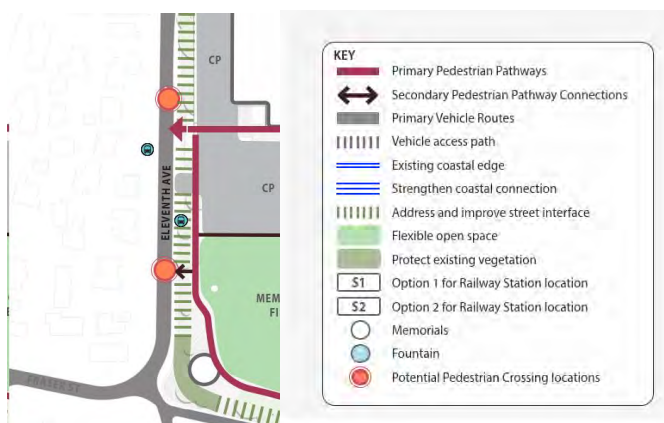 CP
ELEVENTH AVE
CP
MEM
FI
FRASER ST
KEY
Primary Pedestrian Pathways
Secondary Pedestrian Pathway Connections
Primary Vehicle Routes
Vehicle access path
Existing coastal edge
Strengthen coastal connection
Address and improve street interface
Flexible open space
Protect existing vegetation
S1 Option 1 for Railway Station location
S2 Option 2 for Railway Station location
Memorials
Fountain
Potential Pedestrian Crossing locations